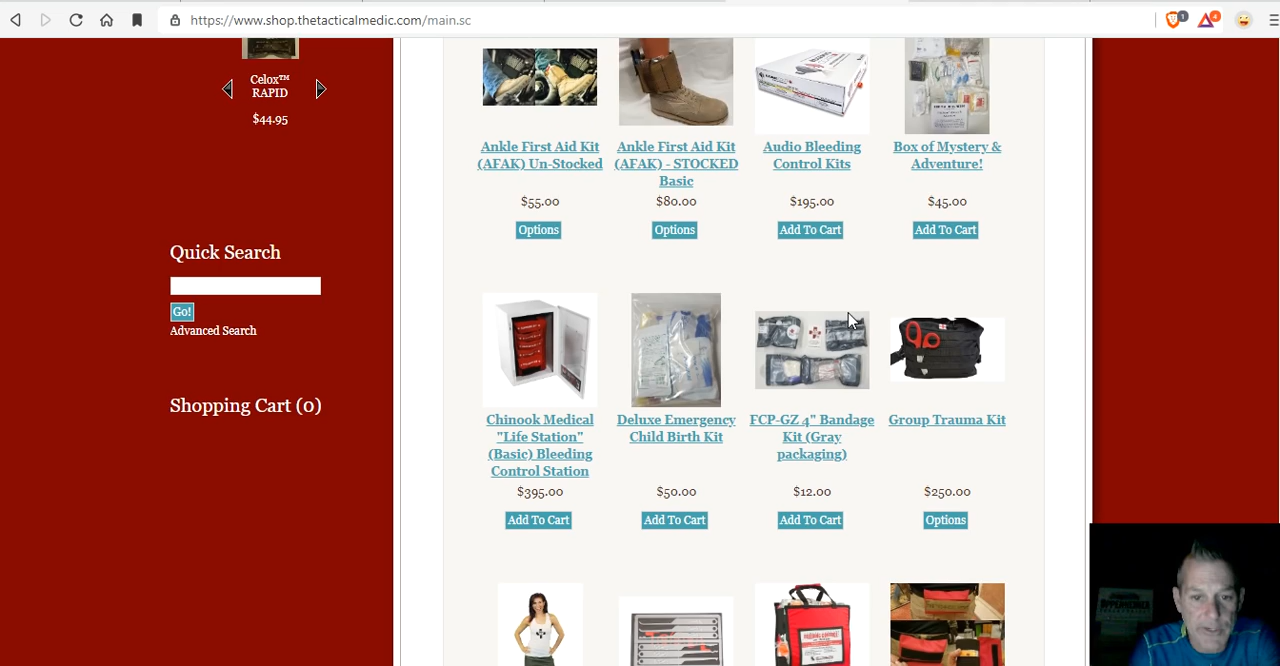 https://www.shop.thetacticalmedic.com/main.sc
1
4
Celox™
RAPID
$44.95
Quick Search
Go!
Advanced Search
Shopping Cart (0)
Ankle First Aid Kit
(AFAK) Un-Stocked
$55.00
Options
Ankle First Aid Kit
(AFAK) - STOCKED
Basic
$80.00
Options
Audio Bleeding
Control Kits
$195.00
Add To Cart
Box of Mystery &
Adventure!
$45.00
Add To Cart
Chinook Medical
"Life Station"
(Basic) Bleeding
Control Station
$395.00
Add To Cart
Deluxe Emergency
Child Birth Kit
$50.00
Add To Cart
FCP-GZ 4" Bandage
Kit (Gray
packaging)
$12.00
Add To Cart
Group Trauma Kit
$250.00
Options